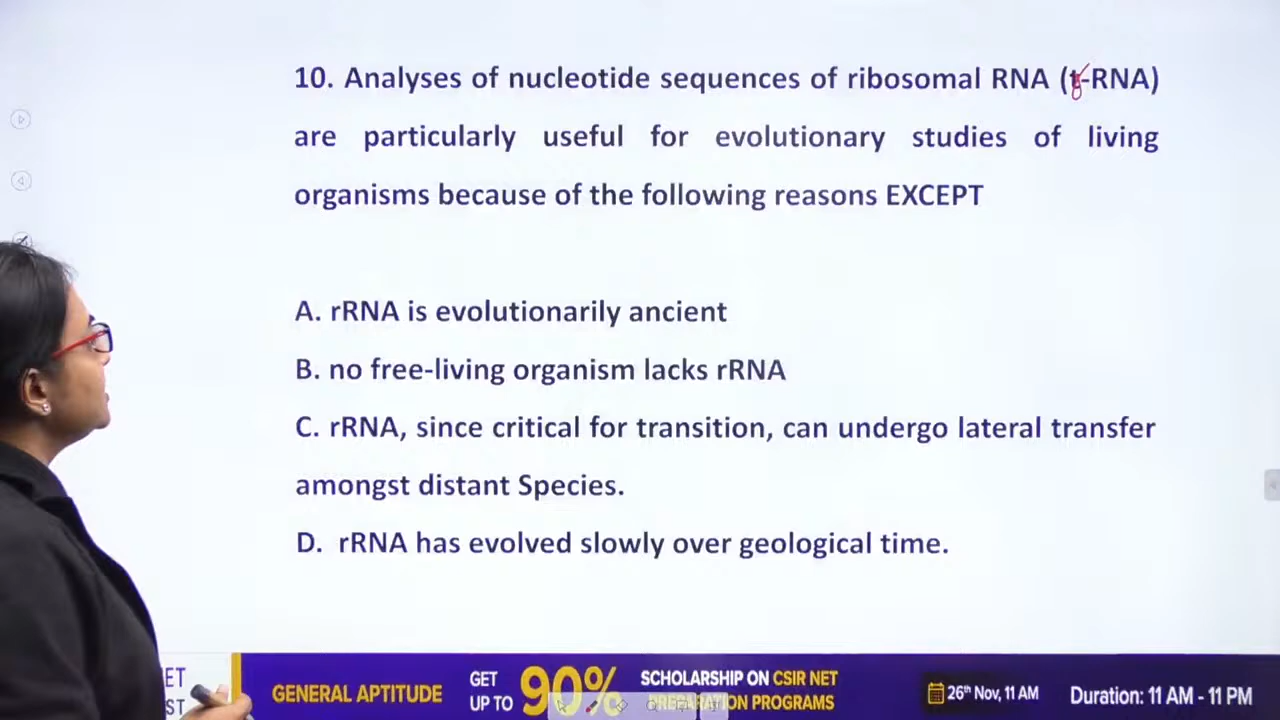 10. Analyses of nucleotide sequences of ribosomal RNA (t-RNA)
are particularly useful for evolutionary studies of living
organisms because of the following reasons EXCEPT
A. rRNA is evolutionarily ancient
B. no free-living organism lacks rRNA
C. rRNA, since critical for transition, can undergo lateral transfer
amongst distant Species.
D. rRNA has evolved slowly over geological time.
ET
ST
GENERAL APTITUDE
GET
UP TO
90%
SCHOLARSHIP ON CSIR NET
PREPARATION PROGRAMS
26th Nov, 11 AM
Duration: 11 AM - 11 PM